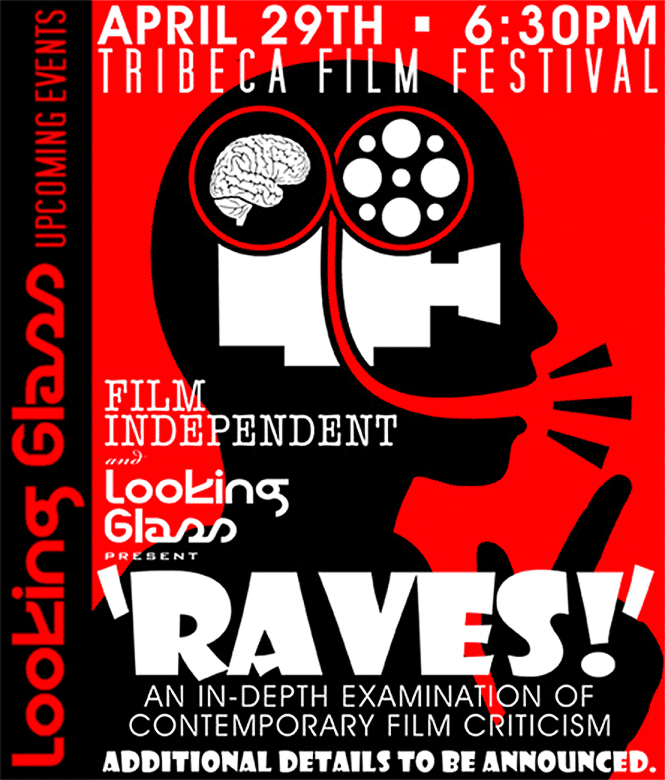 APRIL 29TH ▪ 6:30PM
TRIBECA FILM FESTIVAL
Looking Glass UPCOMING EVENTS
FILM
INDEPENDENT
and
Looking
Glass
PRESENT
'RAVES!'
AN IN-DEPTH EXAMINATION OF
CONTEMPORARY FILM CRITICISM
ADDITIONAL DETAILS TO BE ANNOUNCED.